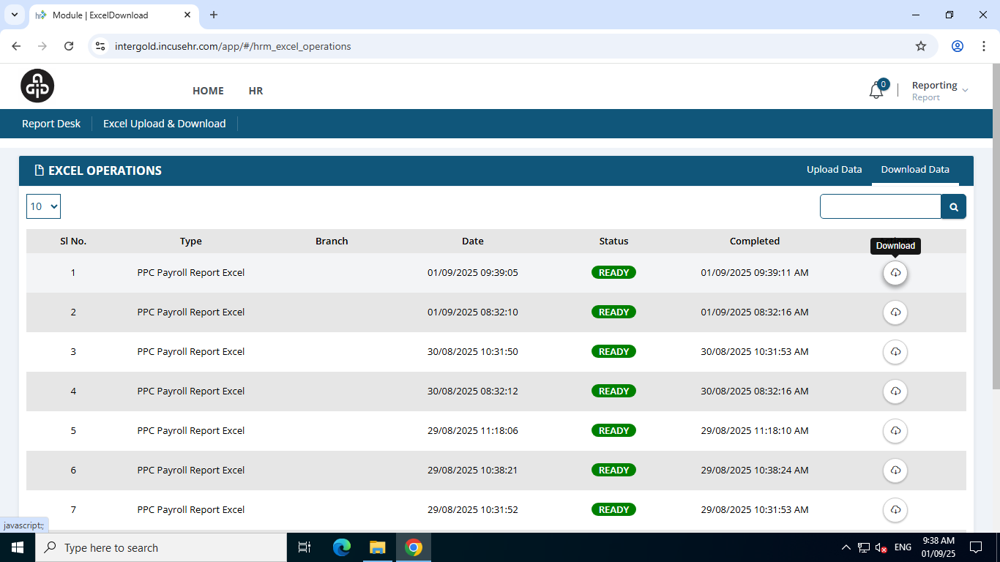 hr
Module | ExcelDownload
intergold.incusehr.com/app/#/hrm_excel_operations
HOME
HR
0
Reporting
Report
Report Desk
Excel Upload & Download
EXCEL OPERATIONS
Upload Data
Download Data
10
Sl No. Type Branch Date Status Completed
Download
1 PPC Payroll Report Excel 01/09/2025 09:39:05 READY 01/09/2025 09:39:11 AM
2 PPC Payroll Report Excel 01/09/2025 08:32:10 READY 01/09/2025 08:32:16 AM
3 PPC Payroll Report Excel 30/08/2025 10:31:50 READY 30/08/2025 10:31:53 AM
4 PPC Payroll Report Excel 30/08/2025 08:32:12 READY 30/08/2025 08:32:16 AM
5 PPC Payroll Report Excel 29/08/2025 11:18:06 READY 29/08/2025 11:18:10 AM
6 PPC Payroll Report Excel 29/08/2025 10:38:21 READY 29/08/2025 10:38:24 AM
7 PPC Payroll Report Excel 29/08/2025 10:31:52 READY 29/08/2025 10:31:53 AM
javascript:;
Type here to search
ENG
9:38 AM
01/09/25